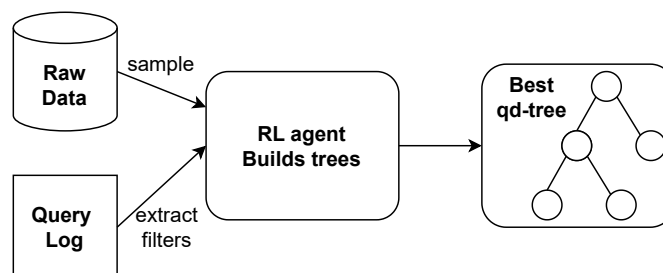 Raw
Data
sample
Query
Log
extract
filters
RL agent
Builds trees
Best
qd-tree